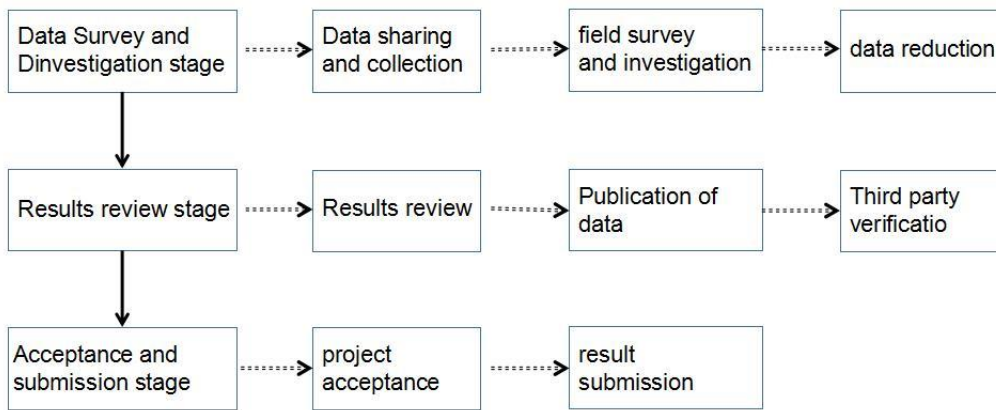 Data Survey and
Dinvestigation stage
Data sharing
and collection
field survey
and investigation
data reduction
Results review stage
Results review
Publication of
data
Third party
verificatio
Acceptance and
submission stage
project
acceptance
result
submission